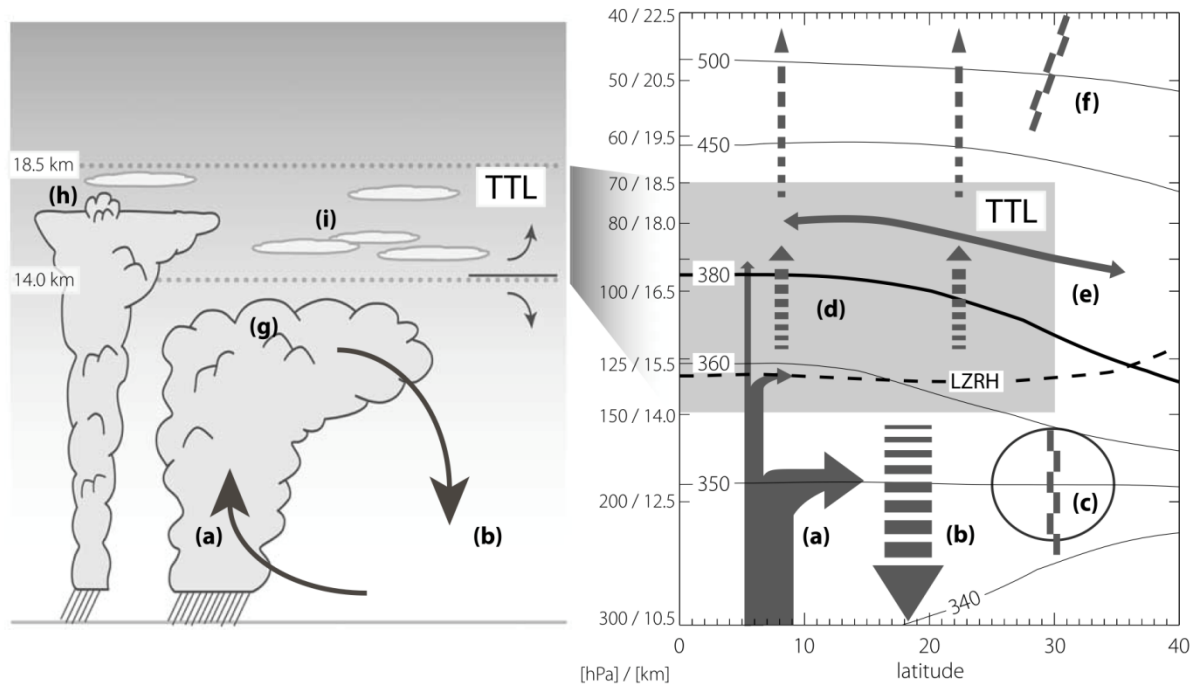 18.5 km
(h)
TTL
(i)
14.0 km
(g)
(a)
(b)
40 / 22.5
500
50 / 20.5
(f)
60 / 19.5
450
70 / 18.5
TTL
80 / 18.0
380
(e)
100 / 16.5
(d)
125 / 15.5
360
LZRH
150 / 14.0
350
(c)
200 / 12.5
(a)
(b)
340
300 / 10.5
0
10
20
30
40
[hPa] / [km]
latitude